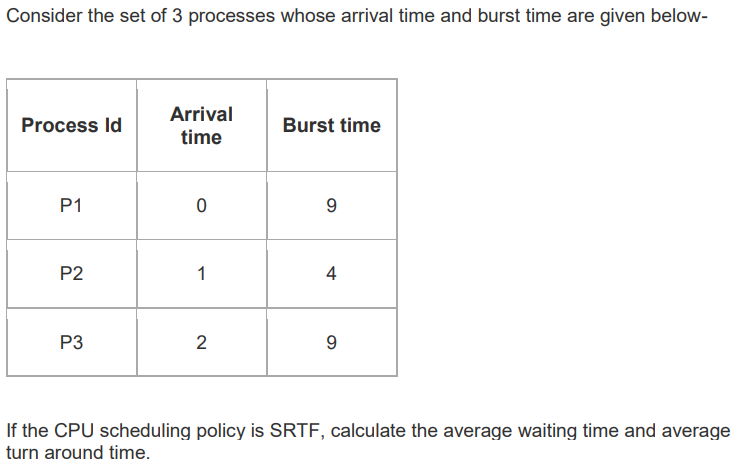 Consider the set of 3 processes whose arrival time and burst time are given below-
Process Id Arrival time Burst time
P1 0 9
P2 1 4
P3 2 9
If the CPU scheduling policy is SRTF, calculate the average waiting time and average
turn around time.